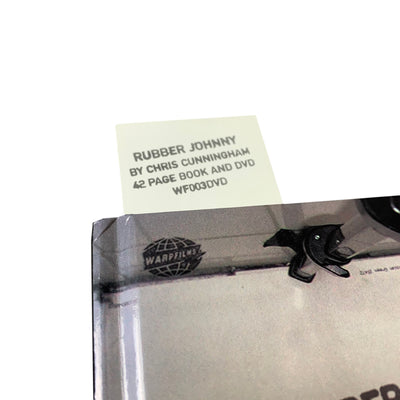 RUBBER JOHNNY
BY CHRIS CUNNINGHAM
42 PAGE BOOK AND DVD
WF003DVD
WARPFILMS